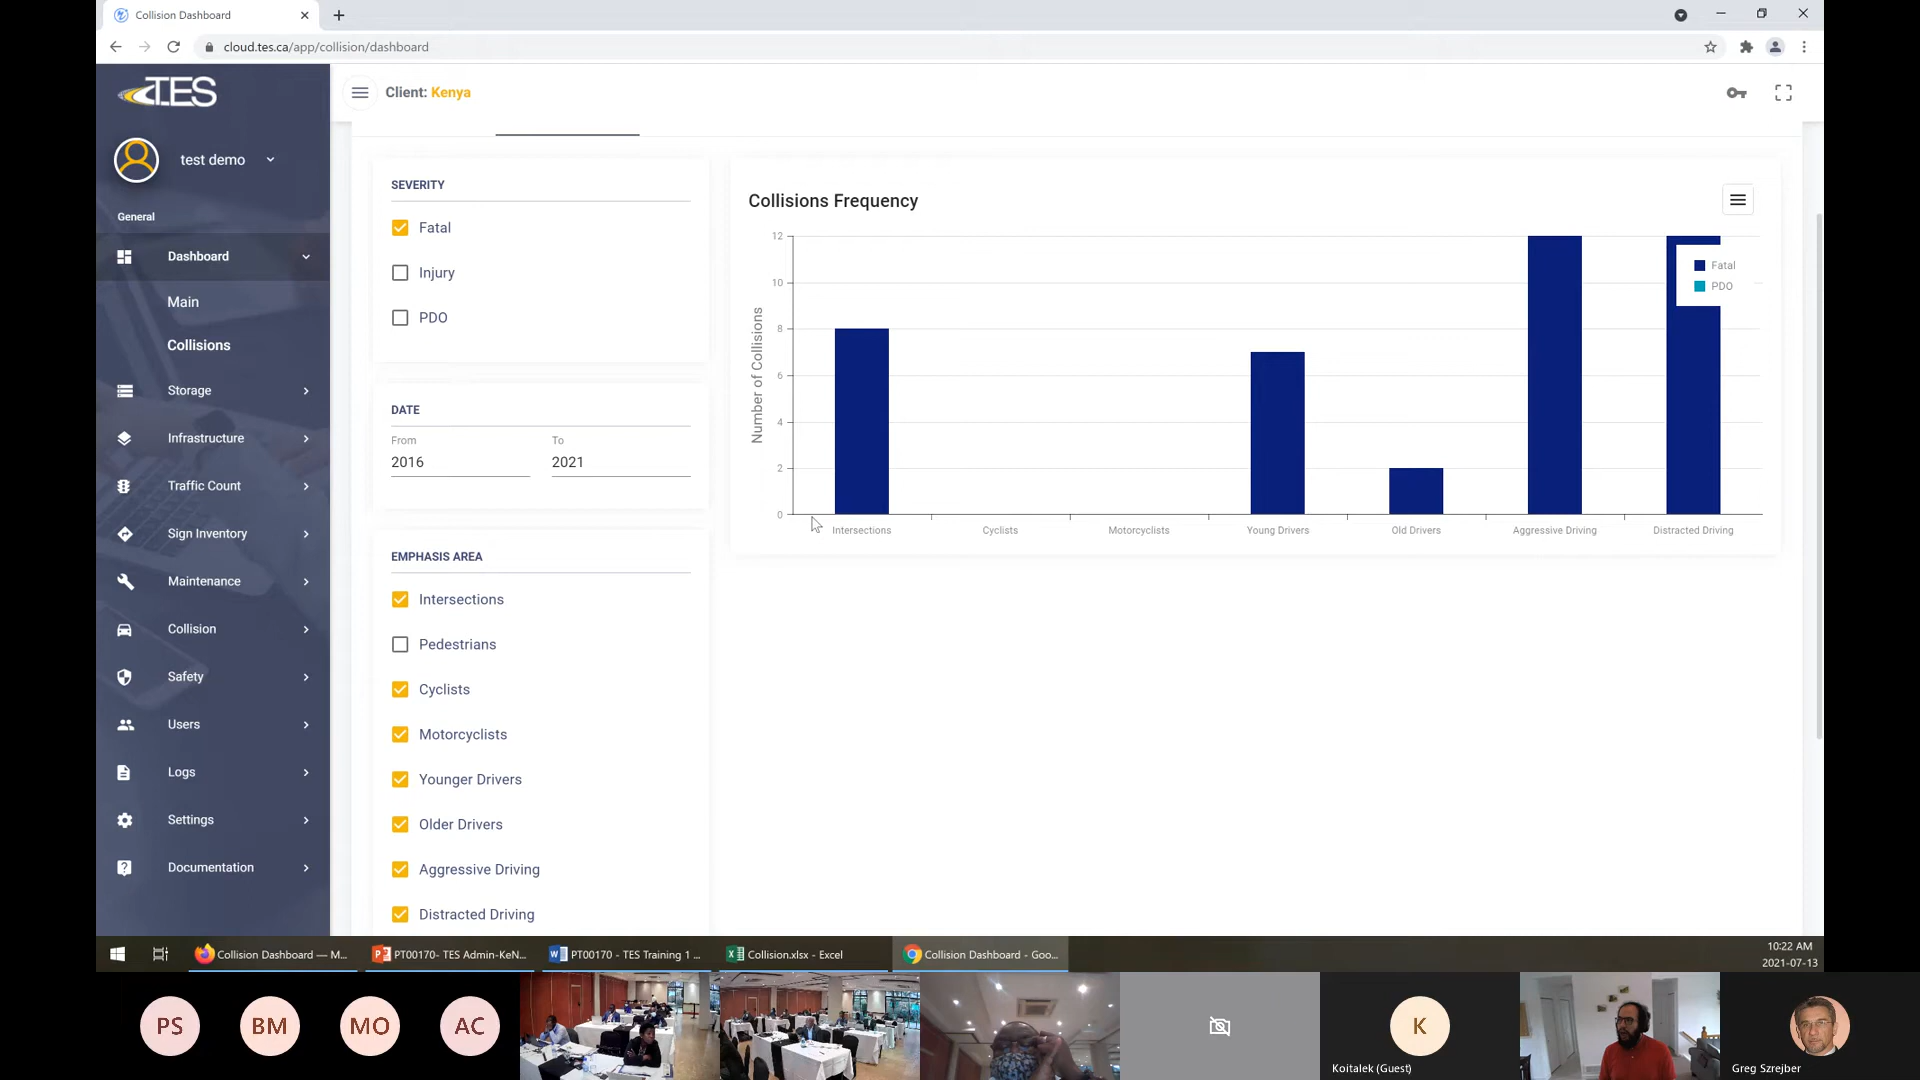 Collision Dashboard
cloud.tes.ca/app/collision/dashboard
TES
Client: Kenya
test demo
General
Dashboard
Main
Collisions
Storage
Infrastructure
Traffic Count
Sign Inventory
Maintenance
Collision
Safety
Users
Logs
Settings
Documentation
SEVERITY
Fatal
Injury
PDO
DATE
From
To
2016
2021
EMPHASIS AREA
Intersections
Pedestrians
Cyclists
Motorcyclists
Younger Drivers
Older Drivers
Aggressive Driving
Distracted Driving
Collisions Frequency
Number of Collisions
12
10
8
6
4
2
0
Fatal
PDO
Intersections
Cyclists
Motorcyclists
Young Drivers
Old Drivers
Aggressive Driving
Distracted Driving
Collision Dashboard — M...
PT00170- TES Admin-KeN...
PT00170 - TES Training 1 ...
Collision.xlsx - Excel
Collision Dashboard - Goo...
10:22 AM
2021-07-13
PS
BM
MO
AC
K
Koitalek (Guest)
Greg Szrejber